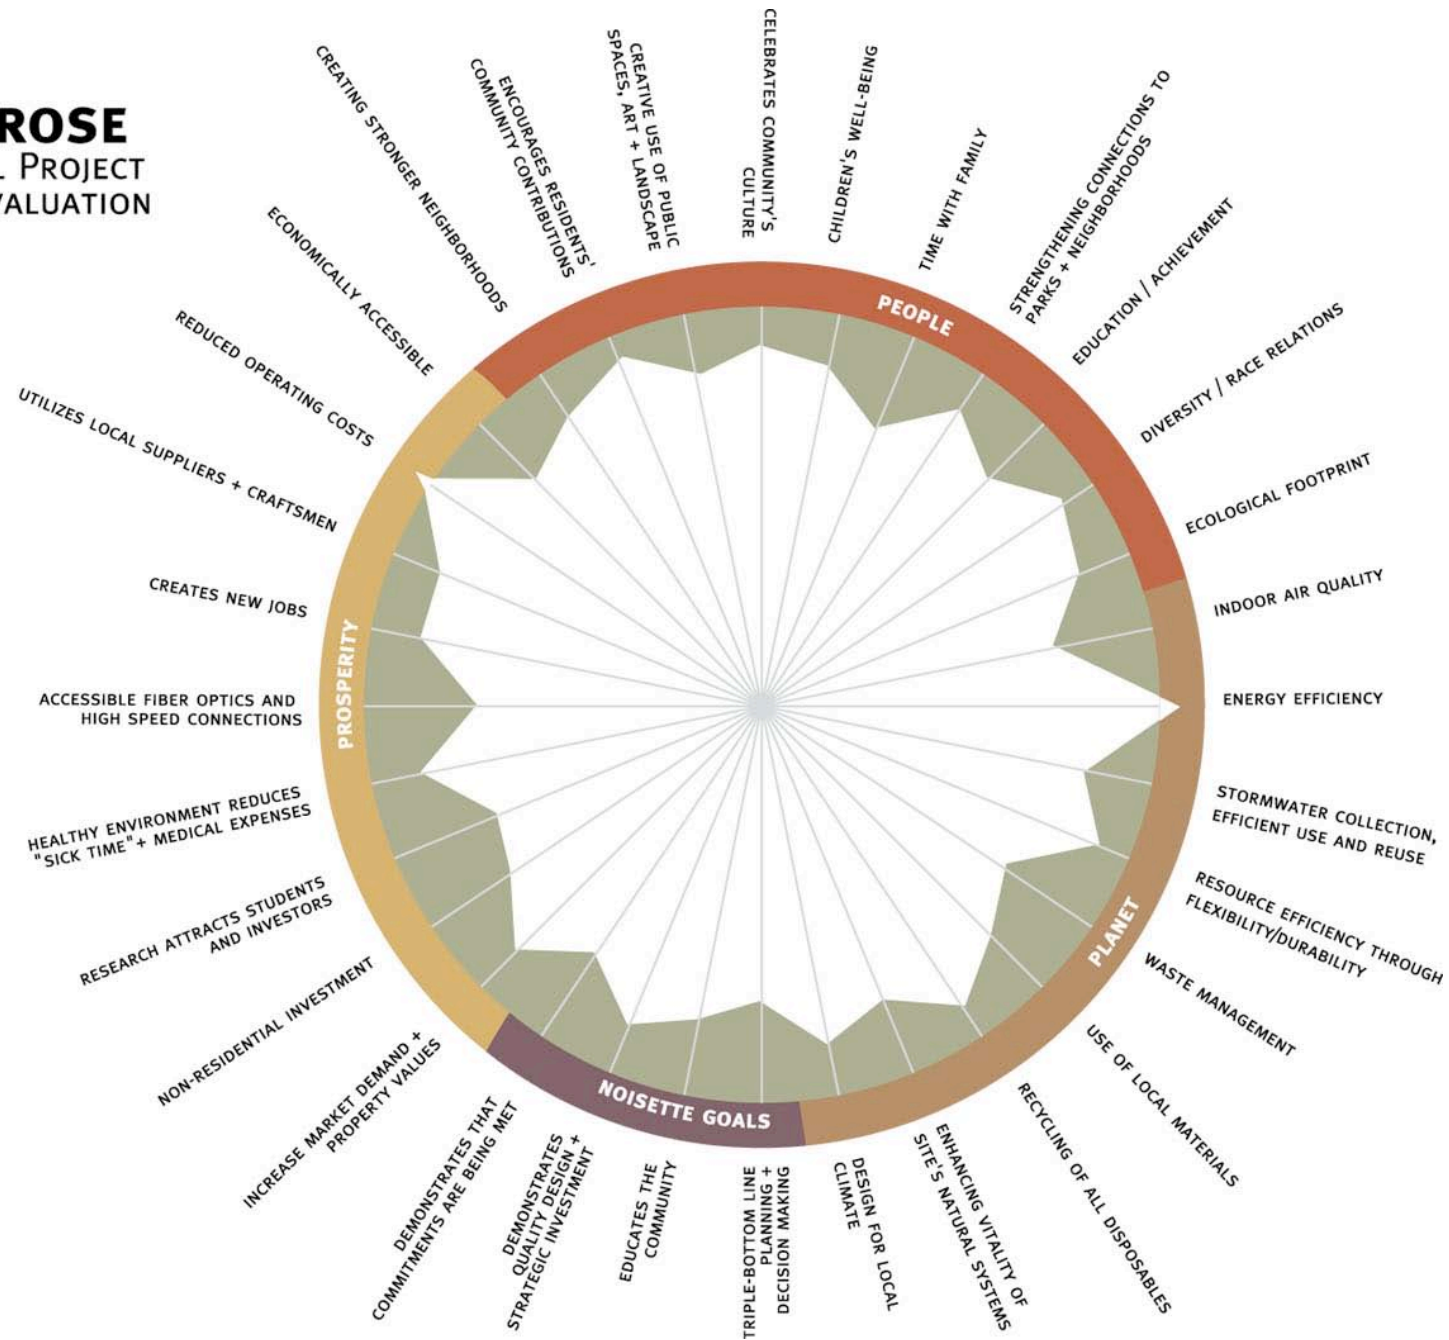 ROSE
PROJECT
CELEBRATES COMMUNITY'S
CULTURE
CHILDREN'S WELL-BEING
TIME WITH FAMILY
STRENGTHENING CONNECTIONS TO
PARKS + NEIGHBORHOODS
EDUCATION / ACHIEVEMENT
DIVERSITY / RACE RELATIONS
ECOLOGICAL FOOTPRINT
INDOOR AIR QUALITY
ENERGY EFFICIENCY
STORMWATER COLLECTION,
EFFICIENT USE AND REUSE
RESOURCE EFFICIENCY THROUGH
FLEXIBILITY/DURABILITY
WASTE MANAGEMENT
USE OF LOCAL MATERIALS
RECYCLING OF ALL DISPOSABLES
ENHANCING VITALITY OF
SITE'S NATURAL SYSTEMS
DESIGN FOR LOCAL
CLIMATE
TRIPLE-BOTTOM LINE
PLANNING +
DECISION MAKING
EDUCATES THE
COMMUNITY
DEMONSTRATES
QUALITY DESIGN +
STRATEGIC INVESTMENT
DEMONSTRATES THAT
COMMITMENTS ARE BEING MET
INCREASE MARKET DEMAND +
PROPERTY VALUES
NON-RESIDENTIAL INVESTMENT
RESEARCH ATTRACTS STUDENTS
AND INVESTORS
HEALTHY ENVIRONMENT REDUCES
"SICK TIME" + MEDICAL EXPENSES
ACCESSIBLE FIBER OPTICS AND
HIGH SPEED CONNECTIONS
CREATES NEW JOBS
UTILIZES LOCAL SUPPLIERS + CRAFTSMEN
REDUCED OPERATING COSTS
ECONOMICALLY ACCESSIBLE
CREATING STRONGER NEIGHBORHOODS
ENCOURAGES RESIDENTS'
COMMUNITY CONTRIBUTIONS
CREATIVE USE OF PUBLIC
SPACES, ART + LANDSCAPE
PEOPLE
PLANET
NOISETTE GOALS
PROSPERITY